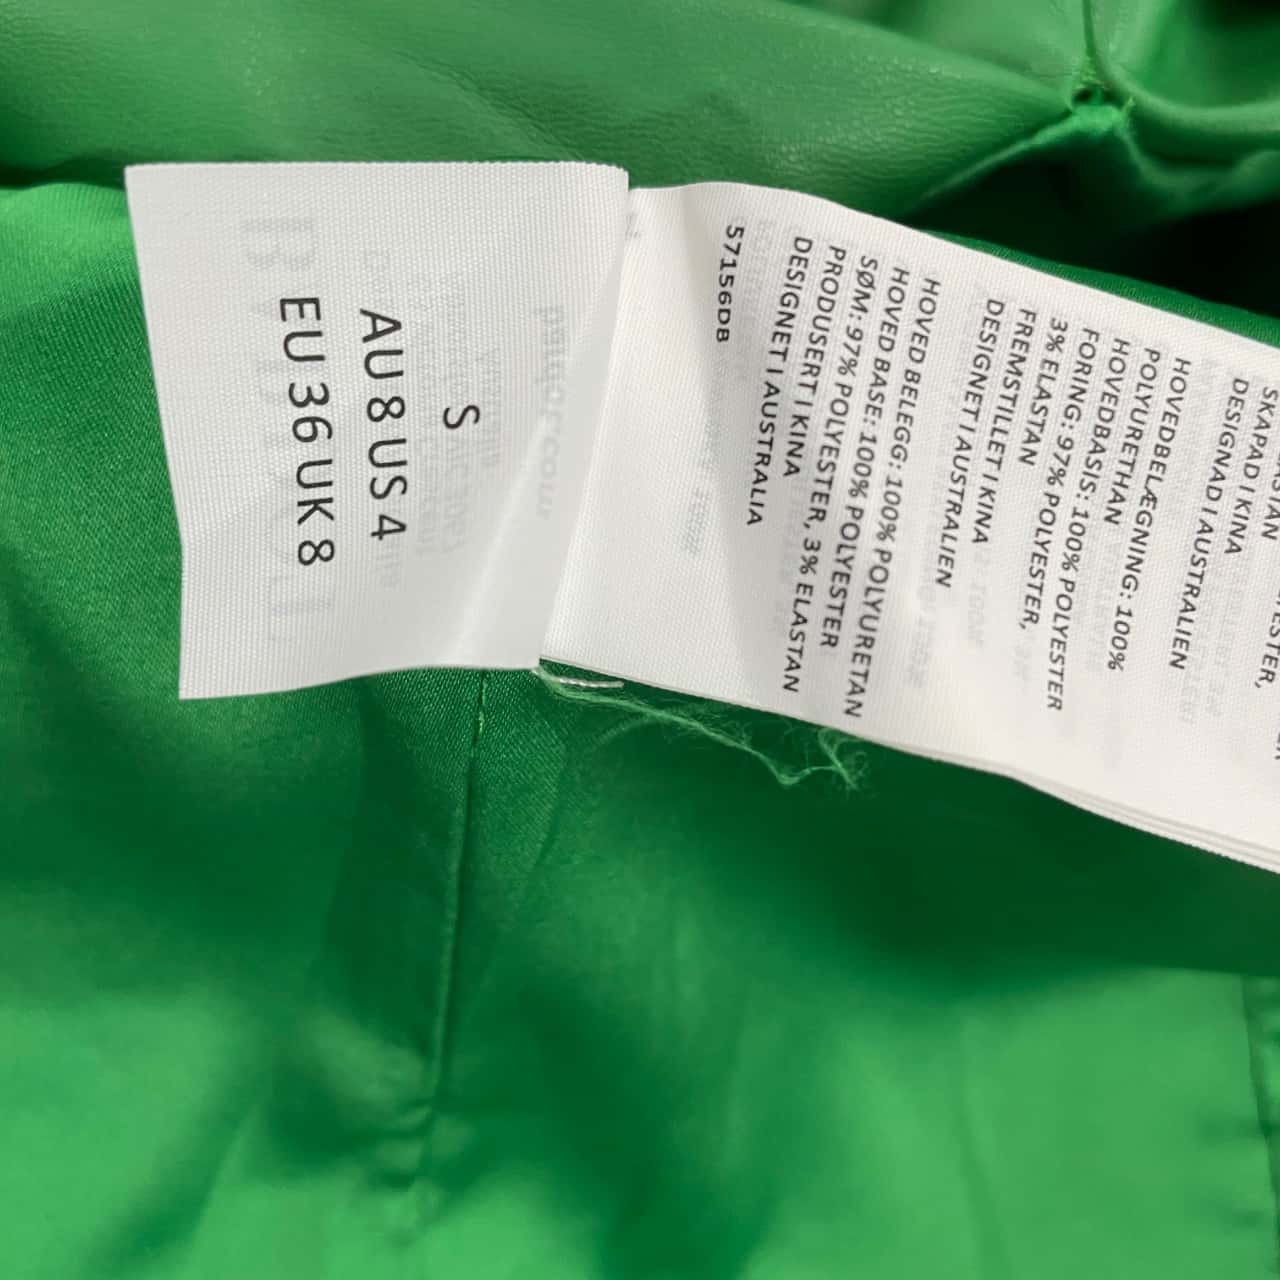 S
AU 8 US 4
EU 36 UK 8
SKAPAD I KINA
DESIGNAD I AUSTRALIEN
HOVEDBELÆGNING: 100%
POLYURETHAN
HOVEDBASIS: 100% POLYESTER
FORING: 97% POLYESTER,
3% ELASTAN
FREMSTILLET I KINA
DESIGNET I AUSTRALIEN
HOVED BELEGG: 100% POLYURETAN
HOVED BASE: 100% POLYESTER
SØM: 97% POLYESTER, 3% ELASTAN
PRODUSERT I KINA
DESIGNET I AUSTRALIA
57156DB